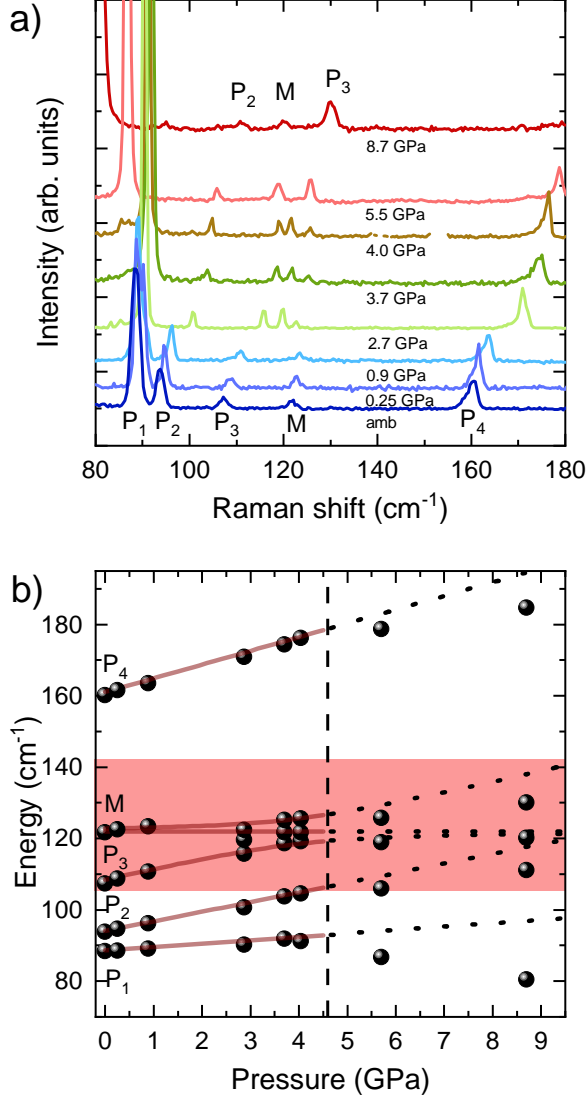 a)
Intensity (arb. units)
P₂ M P₃
8.7 GPa
5.5 GPa
4.0 GPa
3.7 GPa
2.7 GPa
0.9 GPa
0.25 GPa
amb
P₁ P₂ P₃ M P₄
80 100 120 140 160 180
Raman shift (cm⁻¹)
b)
Energy (cm⁻¹)
180
160
140
120
100
80
P₄
M
P₃
P₂
P₁
0 1 2 3 4 5 6 7 8 9
Pressure (GPa)